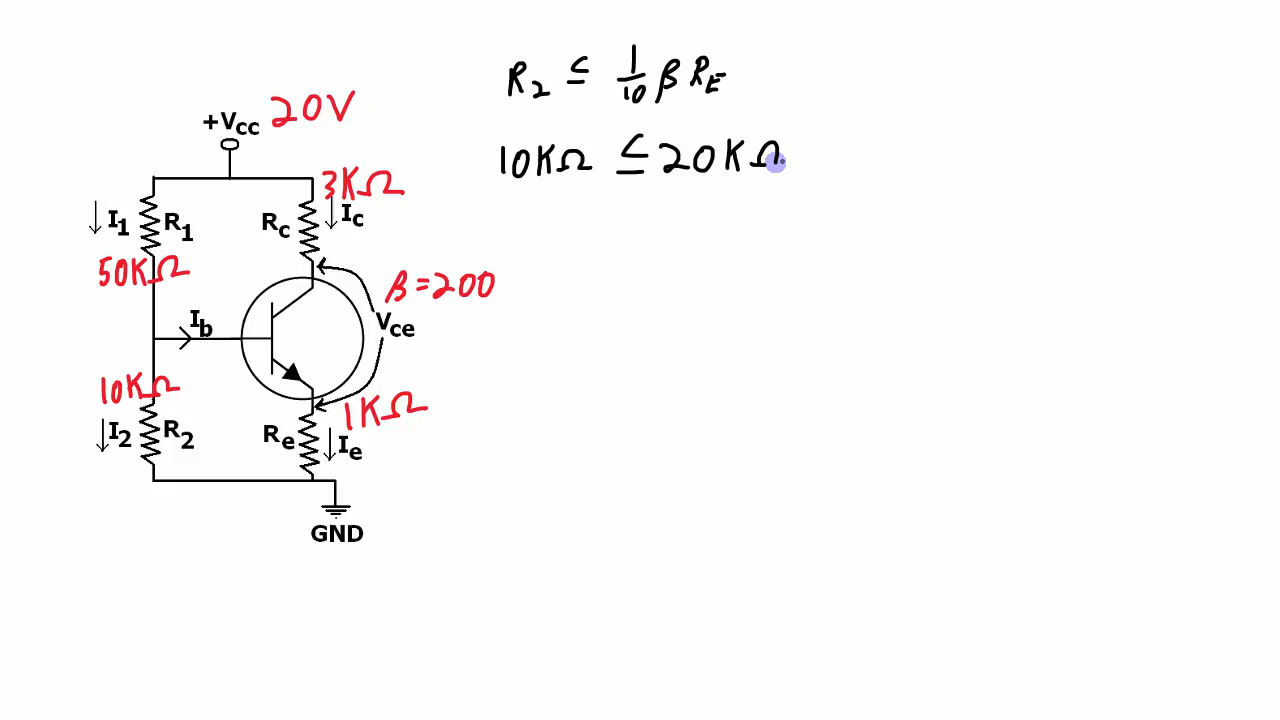 R2 ≤ 1/10 β RE
10KΩ ≤ 20KΩ
+Vcc 20V
3KΩ
I1 R1 Rc Ic
50KΩ
β = 200
Ib
Vce
10KΩ
1KΩ
I2 R2 Re Ie
GND